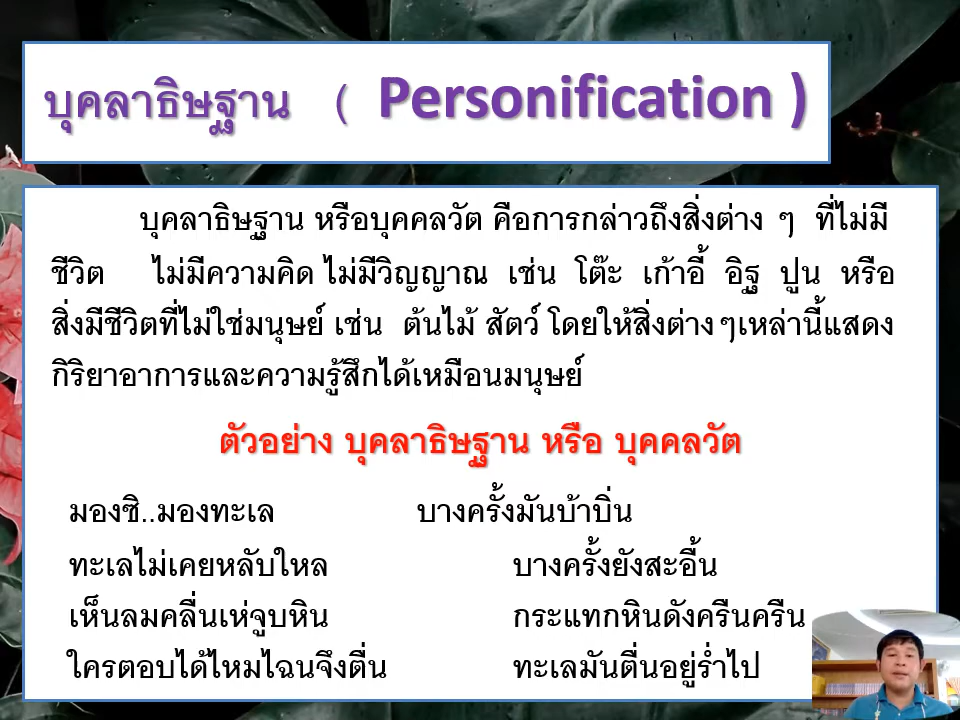 บุคลาธิษฐาน ( Personification )
บุคลาธิษฐาน หรือบุคคลวัต คือการกล่าวถึงสิ่งต่าง ๆ ที่ไม่มี
ชีวิต ไม่มีความคิด ไม่มีวิญญาณ เช่น โต๊ะ เก้าอี้ อิฐ ปูน หรือ
สิ่งมีชีวิตที่ไม่ใช่มนุษย์ เช่น ต้นไม้ สัตว์ โดยให้สิ่งต่างๆเหล่านี้แสดง
กิริยาอาการและความรู้สึกได้เหมือนมนุษย์
ตัวอย่าง บุคลาธิษฐาน หรือ บุคคลวัต
มองซิ..มองทะเล บางครั้งมันบ้าบิ่น
ทะเลไม่เคยหลับใหล บางครั้งยังสะอื้น
เห็นลมคลื่นเห่จูบหิน กระแทกหินดังครืนครืน
ใครตอบได้ไหมไฉนจึงตื่น ทะเลมันตื่นอยู่ร่ำไป